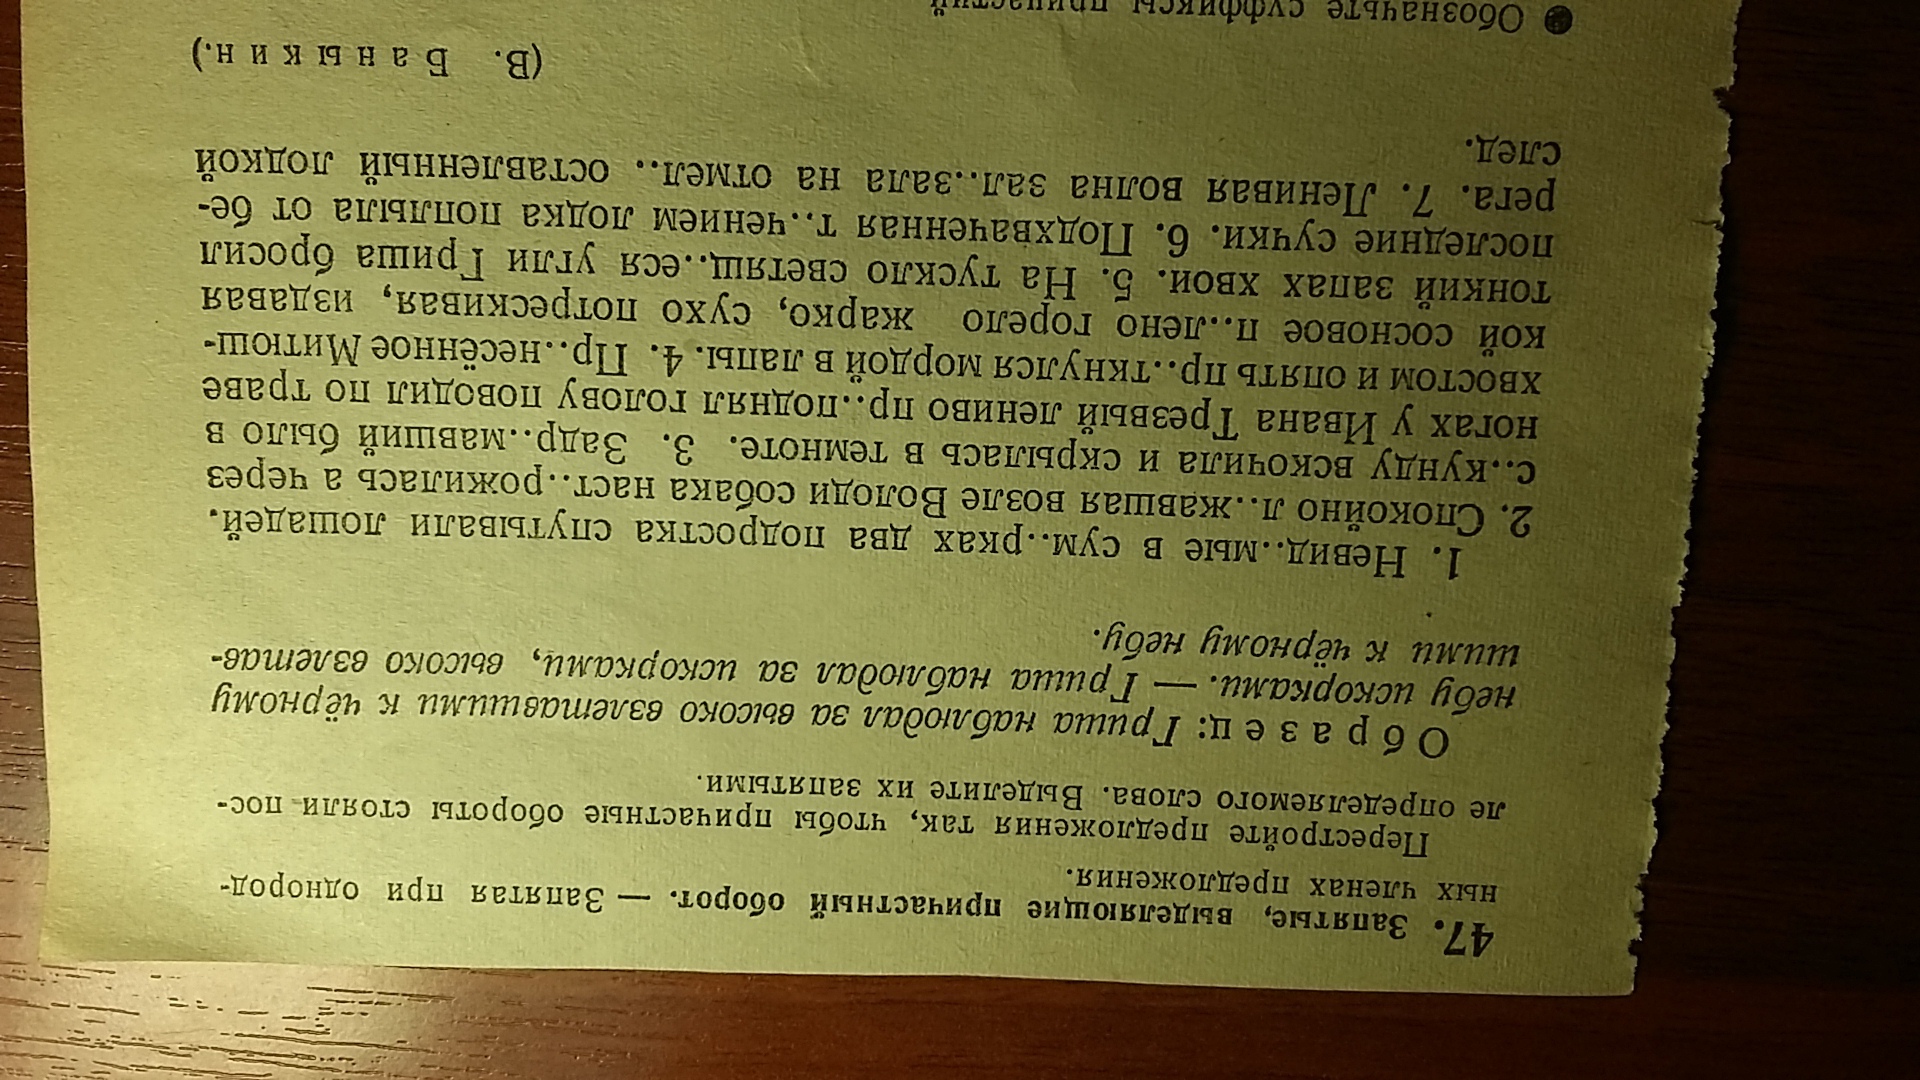 47. Запятые, выделяющие причастный оборот. — Запятая при однород-
ных членах предложения.
Перестройте предложения так, чтобы причастные обороты стояли пос-
ле определяемого слова. Выделите их запятыми.
Образец: Гриша наблюдал за высоко взлетавшими к чёрному
небу искорками. — Гриша наблюдал за искорками, высоко взлетав-
шими к чёрному небу.
1. Невид..мые в сум..рках два подростка спутывали лошадей.
2. Спокойно л..жавшая возле Володи собака наст..рожилась а через
с..кунду вскочила и скрылась в темноте. 3. Задр..мавший было в
ногах у Ивана Трезвый лениво пр..поднял голову поводил по траве
хвостом и опять пр..ткнулся мордой в лапы. 4. Пр..несённое Митюш-
кой сосновое п..лено горело жарко, сухо потрескивая, издавая
тонкий запах хвои. 5. На тускло светящ..еся угли Гриша бросил
последние сучки. 6. Подхваченная т..чением лодка поплыла от бе-
рега. 7. Ленивая волна зал..зала на отмел.. оставленный лодкой
след.
(В. Баныкин.)
Обозначьте суффиксы причастий